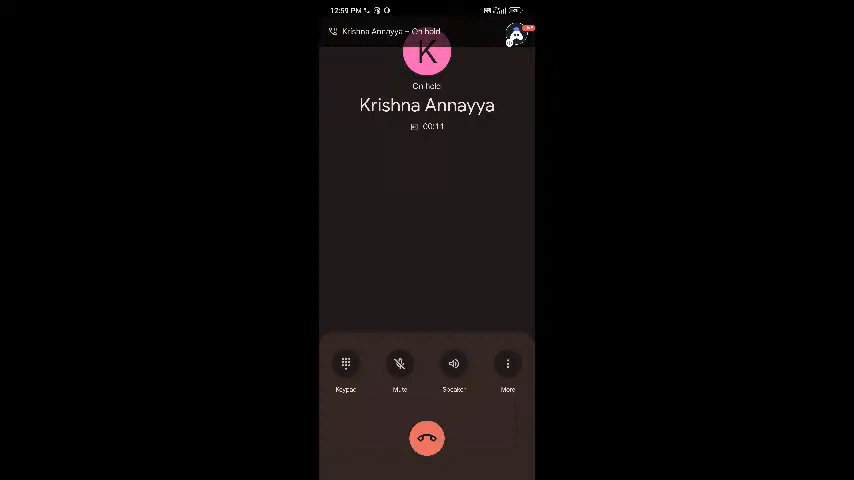 12:59 PM
Krishna Annayya – On hold
K
On hold
Krishna Annayya
00:11
Keypad
Mute
Speaker
More